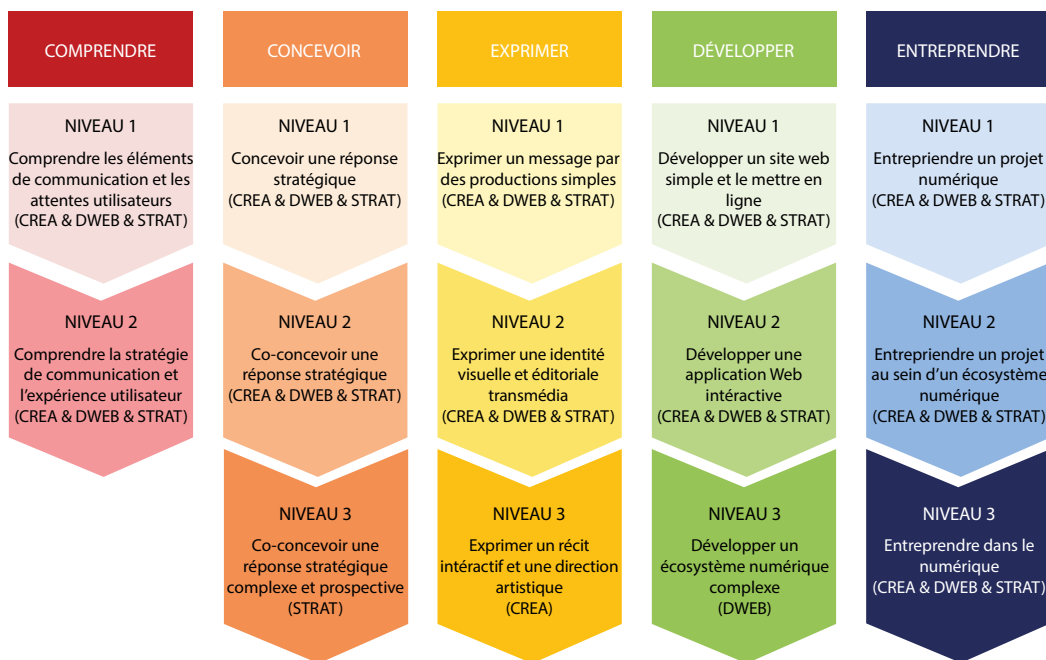 COMPRENDRE
NIVEAU 1
Comprendre les éléments
de communication et les
attentes utilisateurs
(CREA & DWEB & STRAT)
NIVEAU 2
Comprendre la stratégie
de communication et
l'expérience utilisateur
(CREA & DWEB & STRAT)
CONCEVOIR
NIVEAU 1
Concevoir une réponse
stratégique
(CREA & DWEB & STRAT)
NIVEAU 2
Co-concevoir une
réponse stratégique
(CREA & DWEB & STRAT)
NIVEAU 3
Co-concevoir une
réponse stratégique
complexe et prospective
(STRAT)
EXPRIMER
NIVEAU 1
Exprimer un message par
des productions simples
(CREA & DWEB & STRAT)
NIVEAU 2
Exprimer une identité
visuelle et éditoriale
transmédia
(CREA & DWEB & STRAT)
NIVEAU 3
Exprimer un récit
intéractif et une direction
artistique
(CREA)
DÉVELOPPER
NIVEAU 1
Développer un site web
simple et le mettre en
ligne
(CREA & DWEB & STRAT)
NIVEAU 2
Développer une
application Web
intéractive
(CREA & DWEB & STRAT)
NIVEAU 3
Développer un
écosystème numérique
complexe
(DWEB)
ENTREPRENDRE
NIVEAU 1
Entrepriendre un projet
numérique
(CREA & DWEB & STRAT)
NIVEAU 2
Entrepriendre un projet
au sein d'un écosystème
numérique
(CREA & DWEB & STRAT)
NIVEAU 3
Entreprendre dans le
numérique
(CREA & DWEB & STRAT)